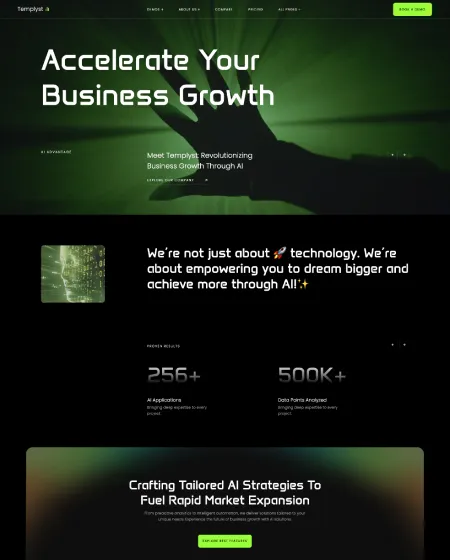 Templyst
DEMOS
ABOUT US
COMPANY
PRICING
ALL PAGES
BOOK A DEMO
Accelerate Your
Business Growth
AI ADVANTAGE
Meet Templyst: Revolutionizing
Business Growth Through AI
EXPLORE OUR COMPANY
We're not just about 🚀 technology. We're
about empowering you to dream bigger and
achieve more through AI!✨
PROVEN RESULTS
256+
500K+
AI Applications
Data Points Analyzed
Bringing deep expertise to every
project.
Bringing deep expertise to every
project.
Crafting Tailored AI Strategies To
Fuel Rapid Market Expansion
From predictive analytics to intelligent automation, we deliver solutions tailored to your
unique needs. Experience the future of business growth with AI solutions.
EXPLORE BEST FEATURES